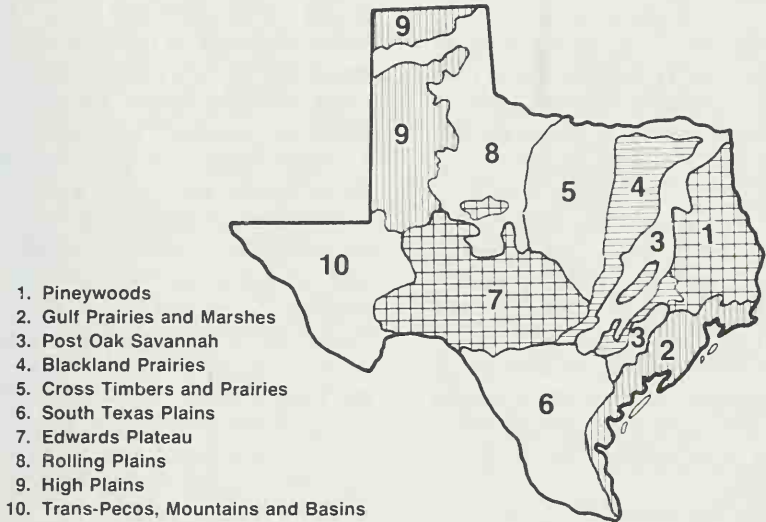 9
9
8
5
4
1
3
10
7
3
2
6
1. Pineywoods
2. Gulf Prairies and Marshes
3. Post Oak Savannah
4. Blackland Prairies
5. Cross Timbers and Prairies
6. South Texas Plains
7. Edwards Plateau
8. Rolling Plains
9. High Plains
10. Trans-Pecos, Mountains and Basins